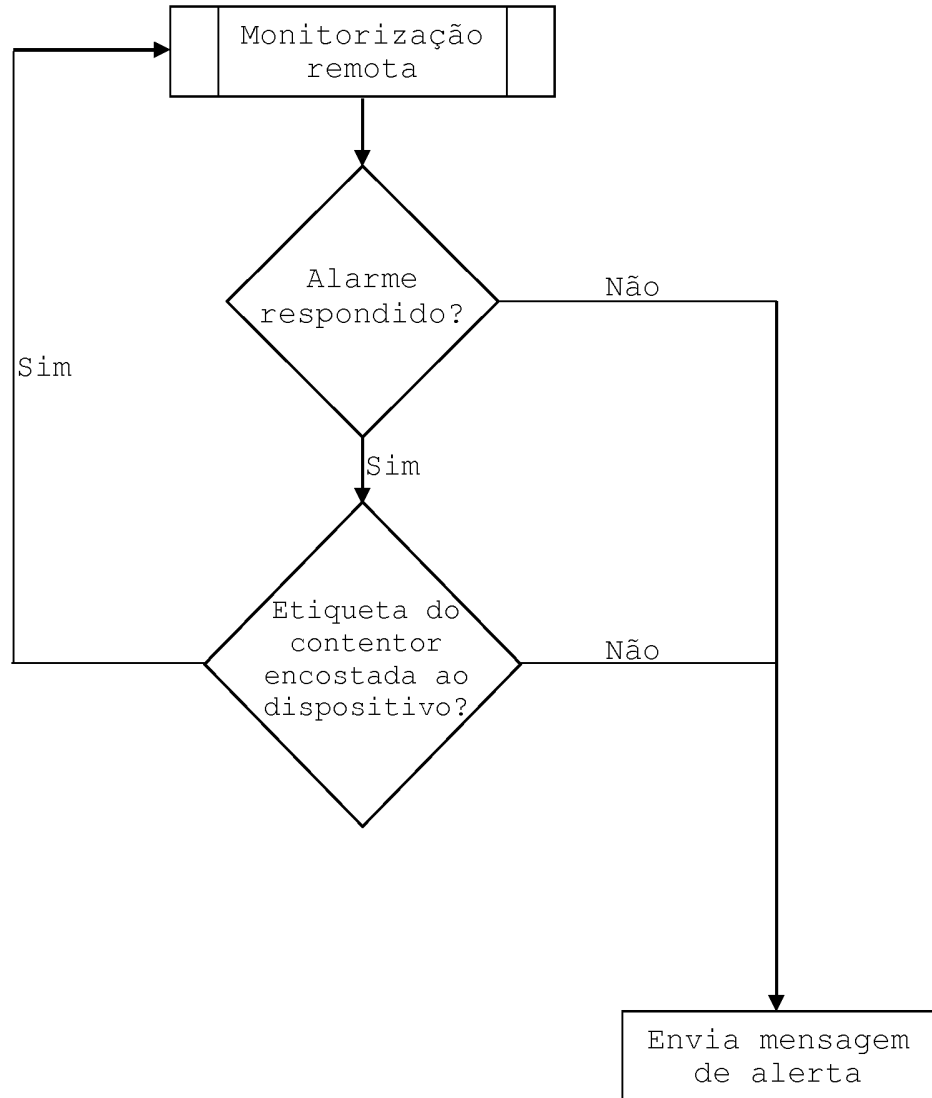 Monitorização
remota
Alarme
respondido?
Não
Sim
Sim
Etiqueta do
contentor
encostada ao
dispositivo?
Não
Envia mensagem
de alerta